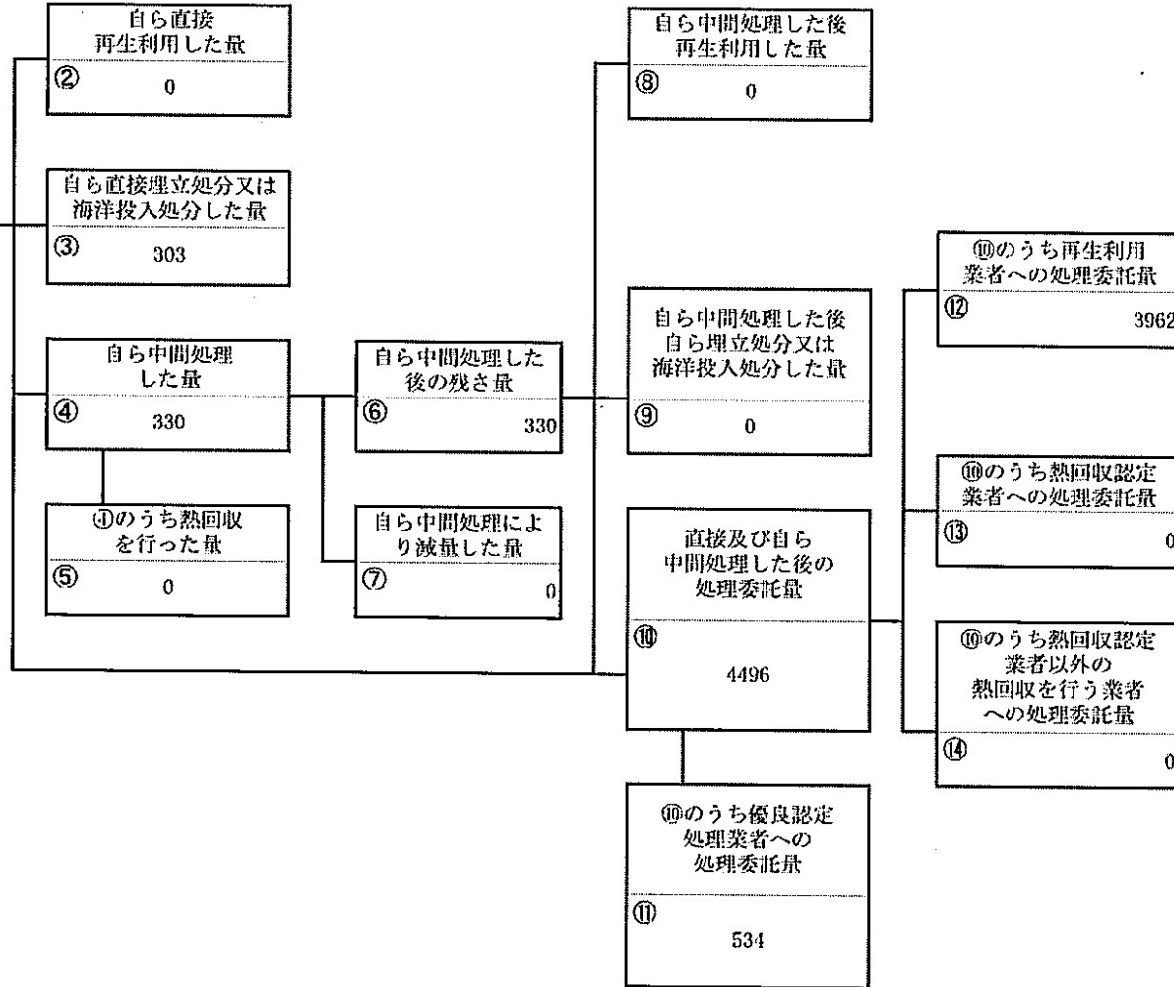 自ら直接
再生利用した量
②
0
自ら直接埋立処分又は
海洋投入処分した量
③
303
自ら中間処理
した量
④
330
④のうち熱回収
を行った量
⑤
0
自ら中間処理した
後の残さ量
⑥
330
自ら中間処理によ
り減量した量
⑦
0
自ら中間処理した後
再生利用した量
⑧
0
自ら中間処理した後
自ら埋立処分又は
海洋投入処分した量
⑨
0
直接及び自ら
中間処理した後の
処理委託量
⑩
4496
⑩のうち優良認定
処理業者への
処理委託量
⑪
534
⑩のうち再生利用
業者への処理委託量
⑫
3962
⑩のうち熱回収認定
業者への処理委託量
⑬
0
⑩のうち熱回収認定
業者以外の
熱回収を行う業者
への処理委託量
⑭
0